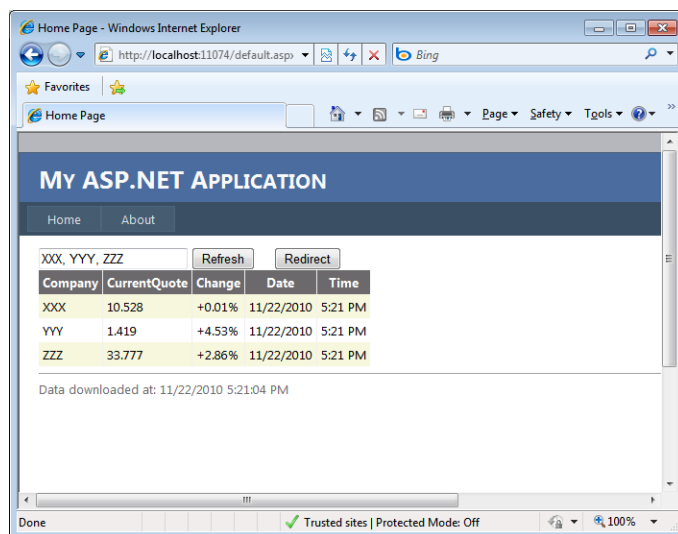 Home Page - Windows Internet Explorer
http://localhost:11074/default.asp
Bing
Favorites
Home Page
Page Safety Tools
MY ASP.NET APPLICATION
Home About
XXX, YYY, ZZZ Refresh Redirect
Company CurrentQuote Change Date Time
XXX 10.528 +0.01% 11/22/2010 5:21 PM
YYY 1.419 +4.53% 11/22/2010 5:21 PM
ZZZ 33.777 +2.86% 11/22/2010 5:21 PM
Data downloaded at: 11/22/2010 5:21:04 PM
Done Trusted sites | Protected Mode: Off 100%